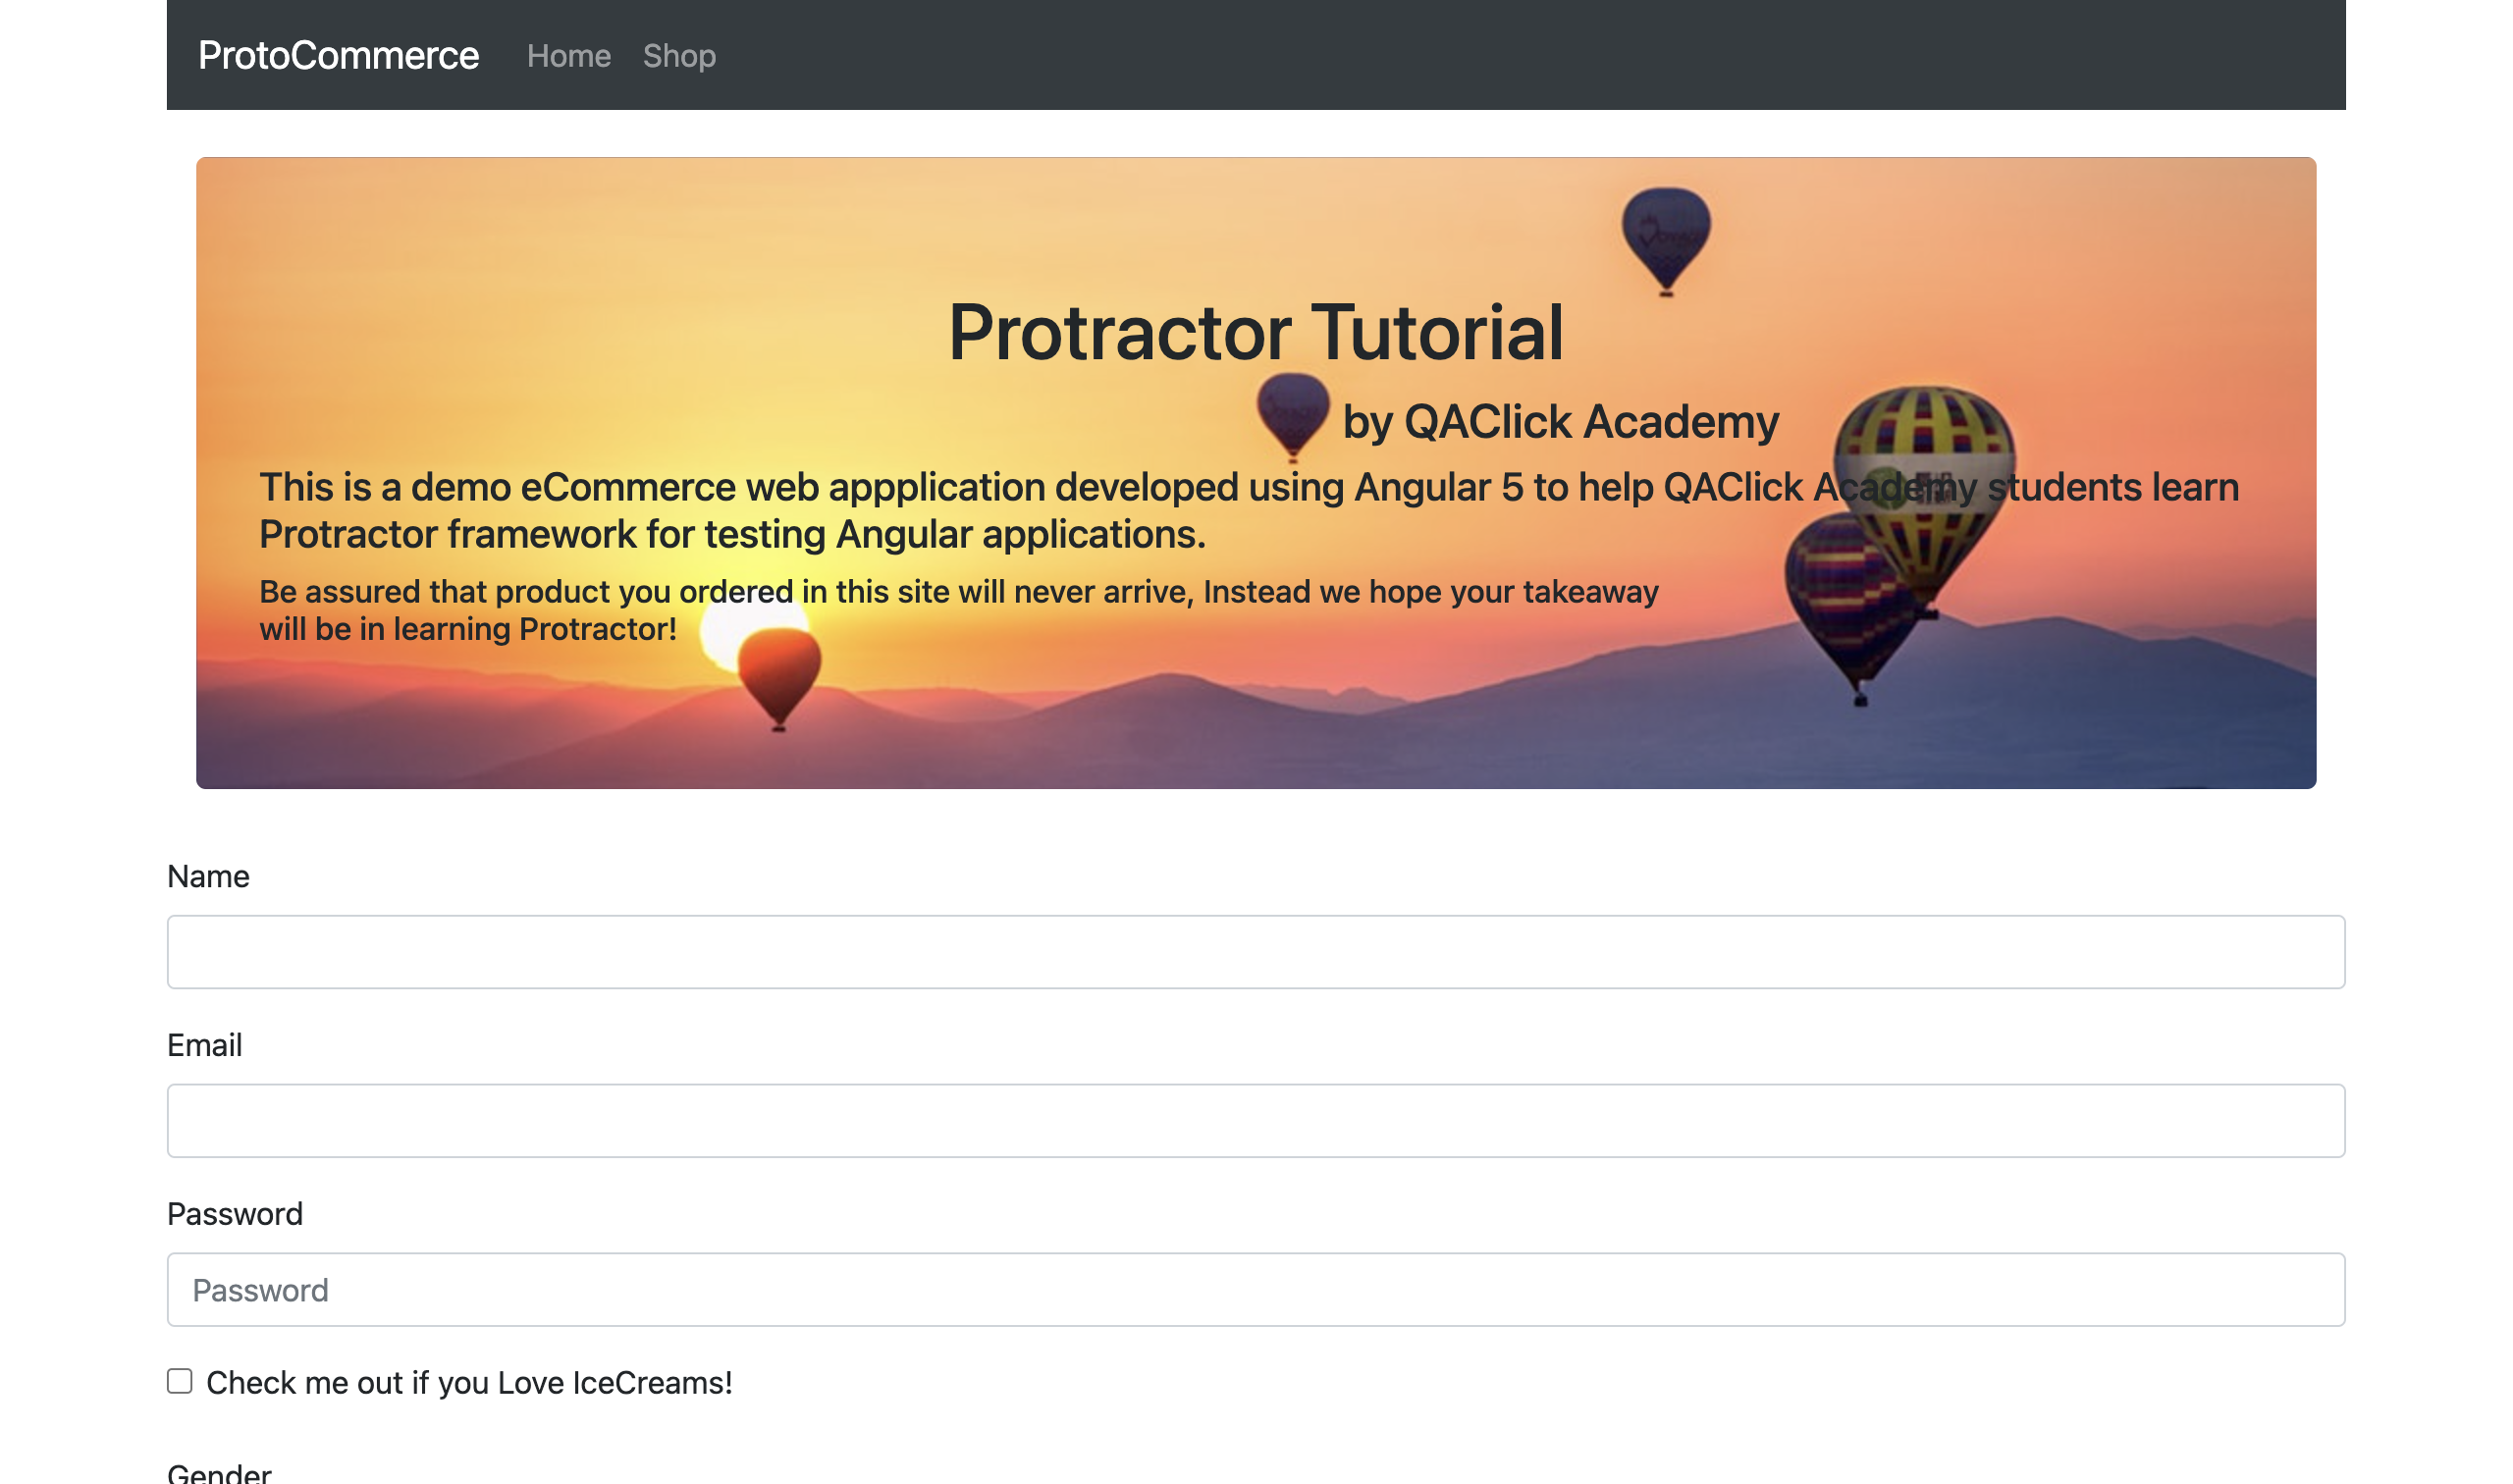 ProtoCommerce Home Shop
Protractor Tutorial
by QAClick Academy
This is a demo eCommerce web appplication developed using Angular 5 to help QAClick Academy students learn
Protractor framework for testing Angular applications.
Be assured that product you ordered in this site will never arrive, Instead we hope your takeaway
will be in learning Protractor!
Name
Email
Password
Password
Check me out if you Love IceCreams!
Gender